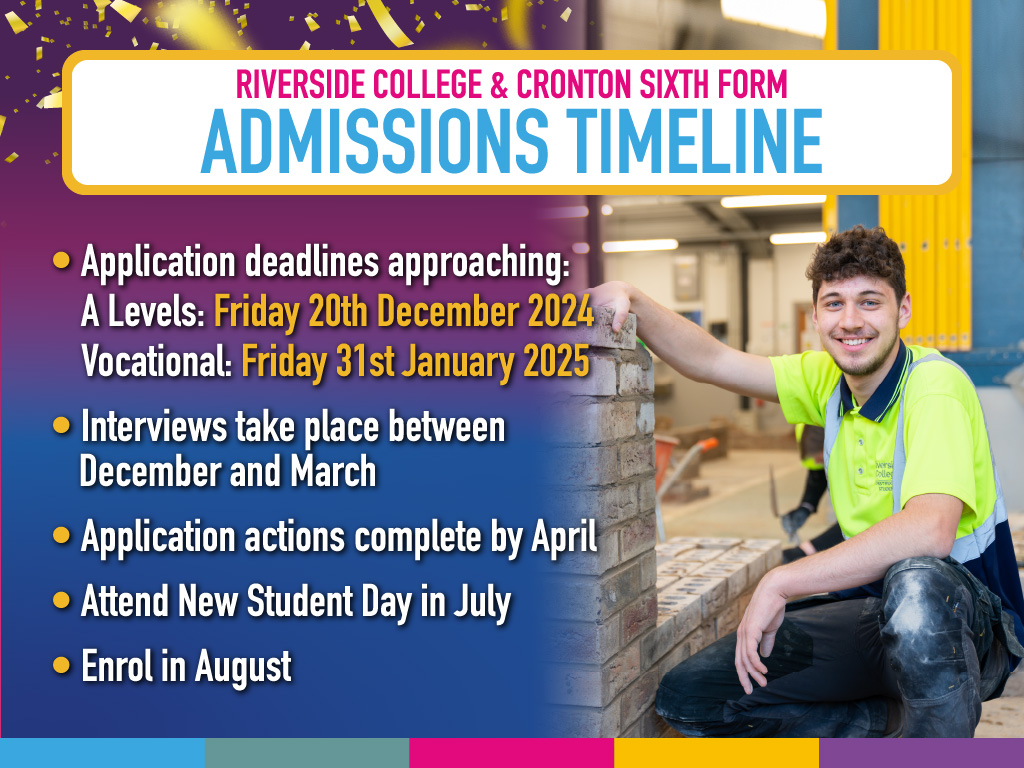 RIVERSIDE COLLEGE & CRONTON SIXTH FORM
ADMISSIONS TIMELINE
• Application deadlines approaching:
A Levels: Friday 20th December 2024
Vocational: Friday 31st January 2025
• Interviews take place between
December and March
• Application actions complete by April
• Attend New Student Day in July
• Enrol in August